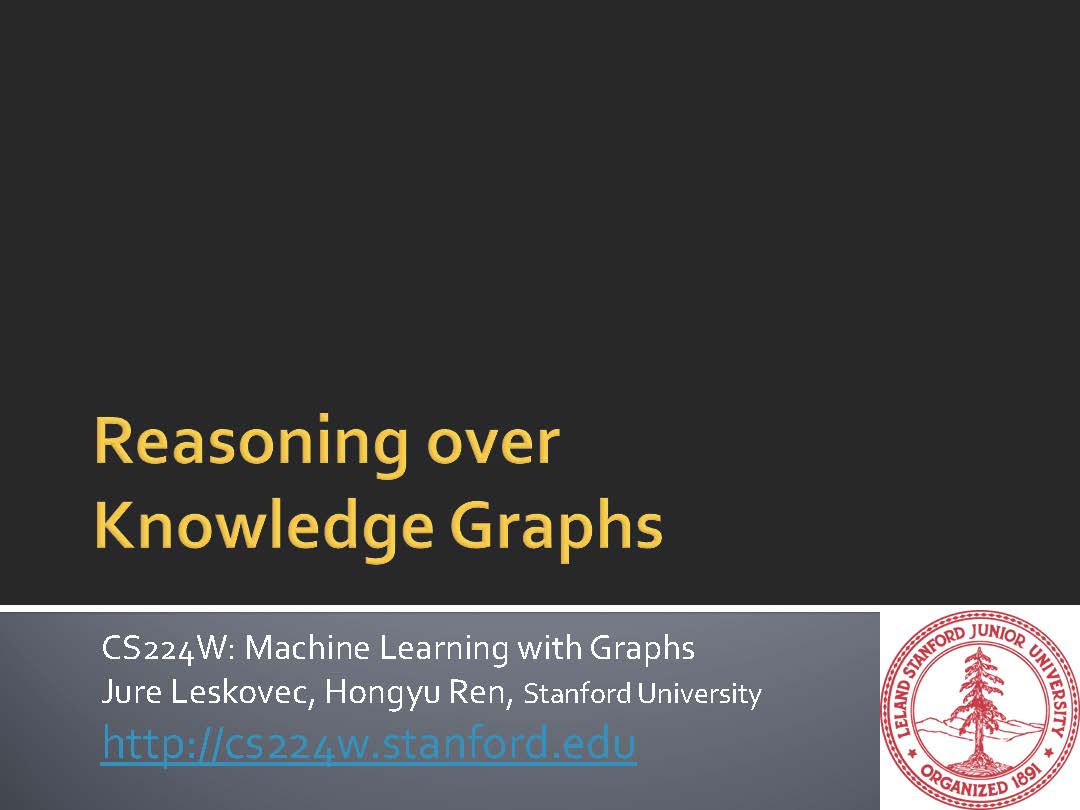 Reasoning over
Knowledge Graphs
CS224W: Machine Learning with Graphs
Jure Leskovec, Hongyu Ren, Stanford University
http://cs224w.stanford.edu
LELAND STANFORD JUNIOR UNIVERSITY
ORGANIZED 1891